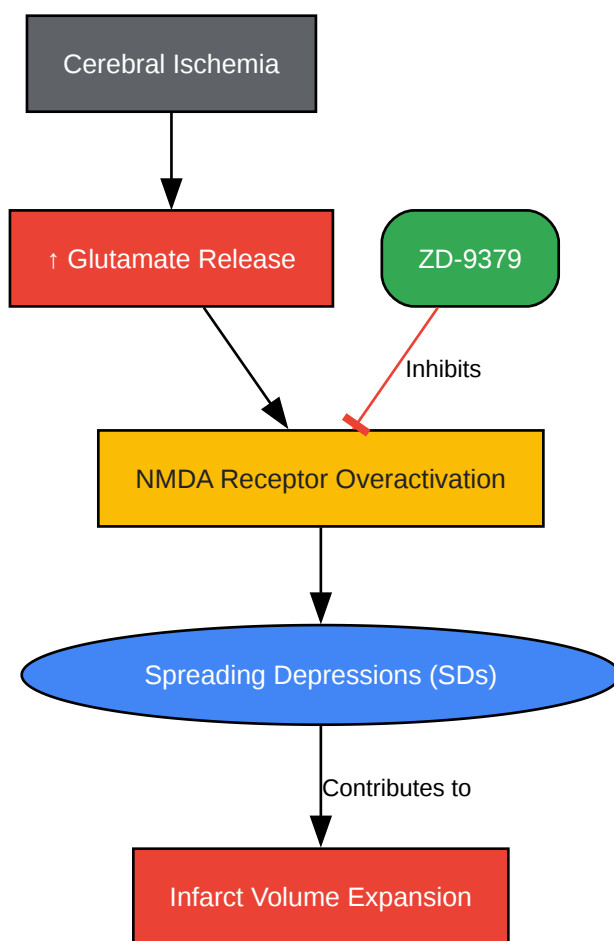 Cerebral Ischemia
↑ Glutamate Release
ZD-9379
Inhibits
NMDA Receptor Overactivation
Spreading Depressions (SDs)
Contributes to
Infarct Volume Expansion